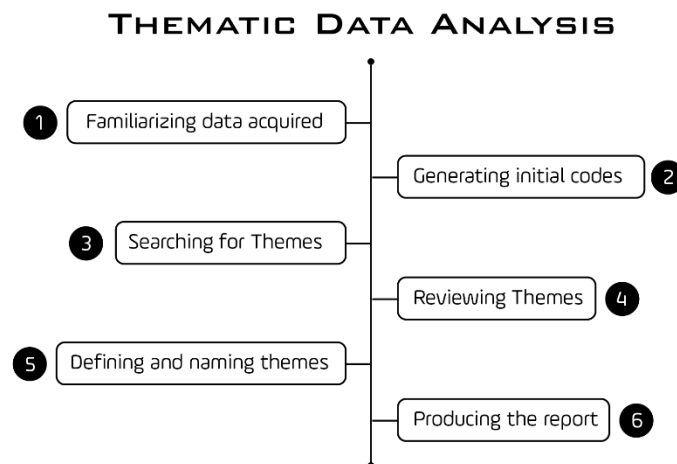 THEMATIC DATA ANALYSIS
1 Familiarizing data acquired
Generating initial codes 2
3 Searching for Themes
Reviewing Themes 4
5 Defining and naming themes
Producing the report 6